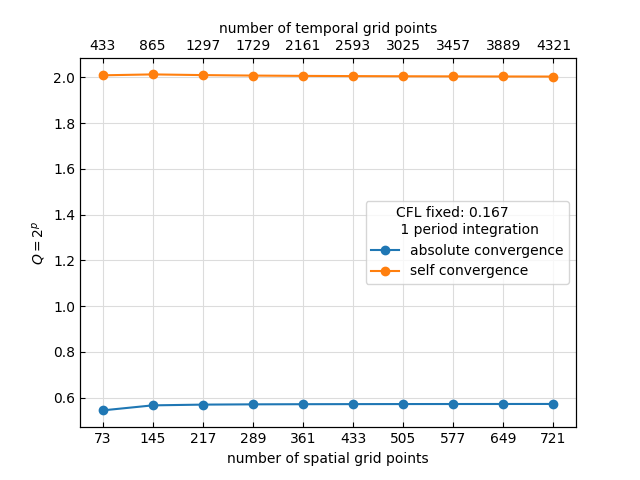 number of temporal grid points
433 865 1297 1729 2161 2593 3025 3457 3889 4321
2.0
1.8
1.6
1.4
1.2
1.0
0.8
0.6
Q = 2^p
CFL fixed: 0.167
1 period integration
absolute convergence
self convergence
73 145 217 289 361 433 505 577 649 721
number of spatial grid points